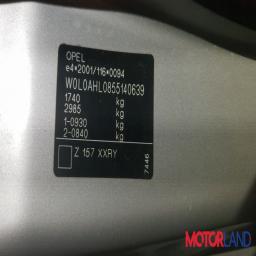 OPEL
e4*2001/116*0094
W0L0AHL0855140639
1740 kg
2985 kg
1-0930 kg
2-0840 kg
Z 157 XXRY
7446
MOTORLAND